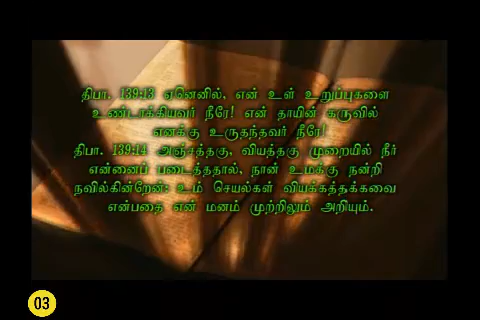 திபா. 139:13 ஏனெனில், என் உள் உறுப்புகளை
உண்டாக்கியவர் நீரே! என் தாயின் கருவில்
எனக்கு உருதந்தவர் நீரே!
திபா. 139:14 அஞ்சத்தகு, வியத்தகு முறையில் நீர்
என்னைப் படைத்ததால், நான் உமக்கு நன்றி
நவில்கின்றேன்; உம் செயல்கள் வியக்கத்தக்கவை
என்பதை என் மனம் முற்றிலும் அறியும்.
03